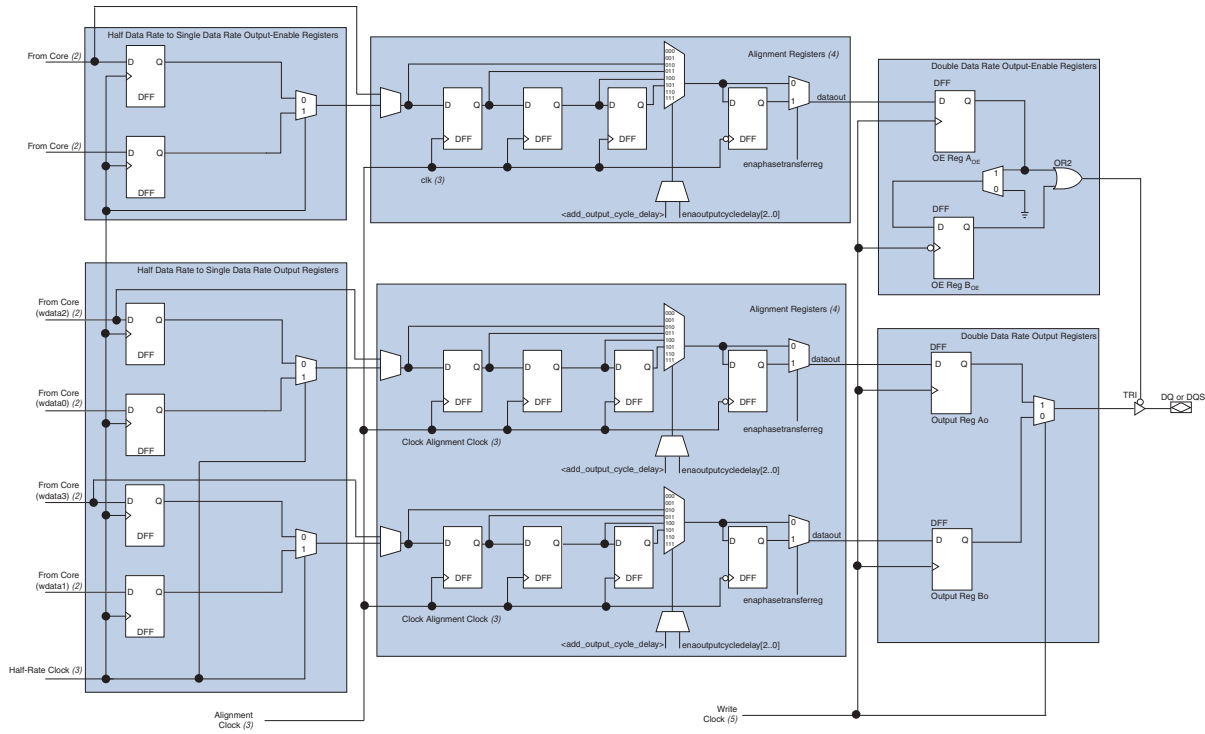 Half Data Rate to Single Data Rate Output-Enable Registers
From Core (2)
D Q
DFF
From Core (2)
D Q
DFF
0
1
Alignment Registers (4)
D Q
DFF
D Q
DFF
D Q
DFF
000
001
010
011
100
101
110
111
D Q
DFF
0
1
dataout
enaphasetransferreg
clk (3)
<add_output_cycle_delay>
enaoutputcycledelay[2..0]
Double Data Rate Output-Enable Registers
DFF
D Q
OE Reg AOE
1
0
OR2
DFF
D Q
OE Reg BOE
Half Data Rate to Single Data Rate Output Registers
From Core
(wdata2) (2)
D Q
DFF
From Core
(wdata0) (2)
D Q
DFF
0
1
From Core
(wdata3) (2)
D Q
DFF
From Core
(wdata1) (2)
D Q
DFF
0
1
Half-Rate Clock (3)
Alignment Registers (4)
D Q
DFF
D Q
DFF
D Q
DFF
000
001
010
011
100
101
110
111
D Q
DFF
0
1
dataout
enaphasetransferreg
Clock Alignment Clock (3)
<add_output_cycle_delay>
enaoutputcycledelay[2..0]
D Q
DFF
D Q
DFF
D Q
DFF
000
001
010
011
100
101
110
111
D Q
DFF
0
1
dataout
enaphasetransferreg
Clock Alignment Clock (3)
<add_output_cycle_delay>
enaoutputcycledelay[2..0]
Double Data Rate Output Registers
DFF
D Q
Output Reg Ao
1
0
DFF
D Q
Output Reg Bo
TRI
DQ or DQS
Alignment
Clock (3)
Write
Clock (5)